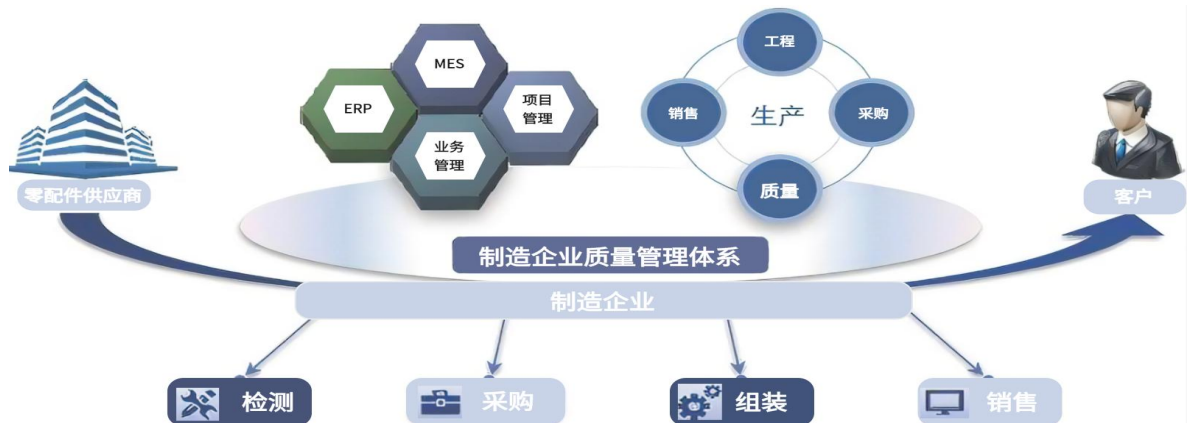 工程
MES
项目
管理
ERP
销售
生产
采购
业务
管理
质量
零配件供应商
客户
制造企业质量管理体系
制造企业
检测
采购
组装
销售